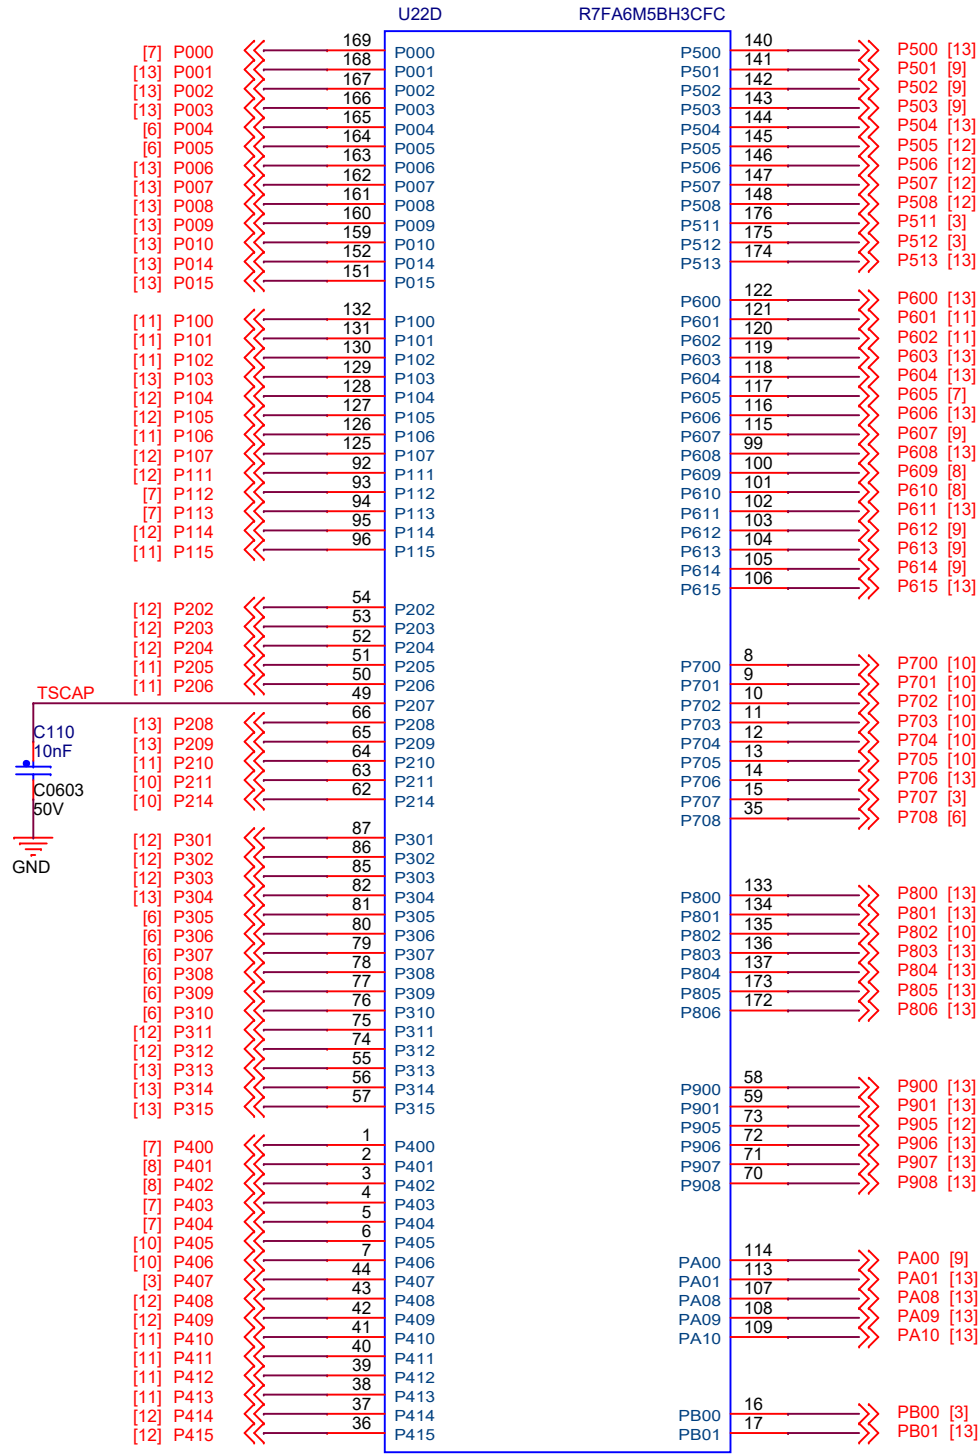 U22D R7FA6M5BH3CFC
[7] P000 169 P000 P500 140 P500 [13]
[13] P001 168 P001 P501 141 P501 [9]
[13] P002 167 P002 P502 142 P502 [9]
[13] P003 166 P003 P503 143 P503 [9]
[6] P004 165 P004 P504 144 P504 [13]
[6] P005 164 P005 P505 145 P505 [12]
[13] P006 163 P006 P506 146 P506 [12]
[13] P007 162 P007 P507 147 P507 [12]
[13] P008 161 P008 P508 148 P508 [12]
[13] P009 160 P009 P511 176 P511 [3]
[13] P010 159 P010 P512 175 P512 [3]
[13] P014 152 P014 P513 174 P513 [13]
[13] P015 151 P015
P600 122 P600 [13]
[11] P100 132 P100 P601 121 P601 [11]
[11] P101 131 P101 P602 120 P602 [11]
[11] P102 130 P102 P603 119 P603 [13]
[13] P103 129 P103 P604 118 P604 [13]
[12] P104 128 P104 P605 117 P605 [7]
[12] P105 127 P105 P606 116 P606 [13]
[11] P106 126 P106 P607 115 P607 [9]
[12] P107 125 P107 P608 99 P608 [13]
[12] P111 92 P111 P609 100 P609 [8]
[7] P112 93 P112 P610 101 P610 [8]
[7] P113 94 P113 P611 102 P611 [13]
[12] P114 95 P114 P612 103 P612 [9]
[11] P115 96 P115 P613 104 P613 [9]
P614 105 P614 [9]
P615 106 P615 [13]
[12] P202 54 P202
[12] P203 53 P203
[12] P204 52 P204
[11] P205 51 P205 P700 8 P700 [10]
[11] P206 50 P206 P701 9 P701 [10]
TSCAP 49 P207 P702 10 P702 [10]
[13] P208 66 P208 P703 11 P703 [10]
[13] P209 65 P209 P704 12 P704 [10]
[11] P210 64 P210 P705 13 P705 [10]
[10] P211 63 P211 P706 14 P706 [13]
[10] P214 62 P214 P707 15 P707 [3]
P708 35 P708 [6]
C110
10nF
C0603
50V
GND
[12] P301 87 P301
[12] P302 86 P302
[12] P303 85 P303
[13] P304 82 P304 P800 133 P800 [13]
[6] P305 81 P305 P801 134 P801 [13]
[6] P306 80 P306 P802 135 P802 [10]
[6] P307 79 P307 P803 136 P803 [13]
[6] P308 78 P308 P804 137 P804 [13]
[6] P309 77 P309 P805 173 P805 [13]
[6] P310 76 P310 P806 172 P806 [13]
[12] P311 75 P311
[12] P312 74 P312
[13] P313 55 P313
[13] P314 56 P314 P900 58 P900 [13]
[13] P315 57 P315 P901 59 P901 [13]
P905 73 P905 [12]
[7] P400 1 P400 P906 72 P906 [13]
[8] P401 2 P401 P907 71 P907 [13]
[8] P402 3 P402 P908 70 P908 [13]
[7] P403 4 P403
[7] P404 5 P404
[10] P405 6 P405
[10] P406 7 P406 PA00 114 PA00 [9]
[3] P407 44 P407 PA01 113 PA01 [13]
[12] P408 43 P408 PA08 107 PA08 [13]
[12] P409 42 P409 PA09 108 PA09 [13]
[11] P410 41 P410 PA10 109 PA10 [13]
[11] P411 40 P411
[11] P412 39 P412
[11] P413 38 P413
[12] P414 37 P414 PB00 16 PB00 [3]
[12] P415 36 P415 PB01 17 PB01 [13]